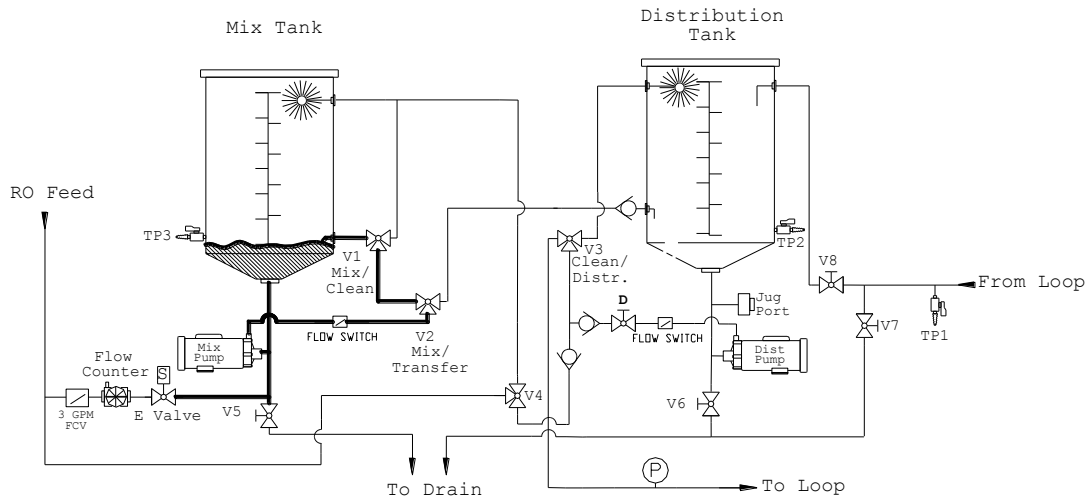 Mix Tank
Distribution
Tank
RO Feed
TP3
V1
Mix/
Clean
V3
Clean/
Distr.
TP2
V8
From Loop
D
Jug
Port
TP1
V7
FLOW SWITCH
FLOW SWITCH
Mix
Pump
V2
Mix/
Transfer
Dist
Pump
Flow
Counter
S
3 GPM
FCV
E Valve
V5
V4
V6
P
To Drain
To Loop